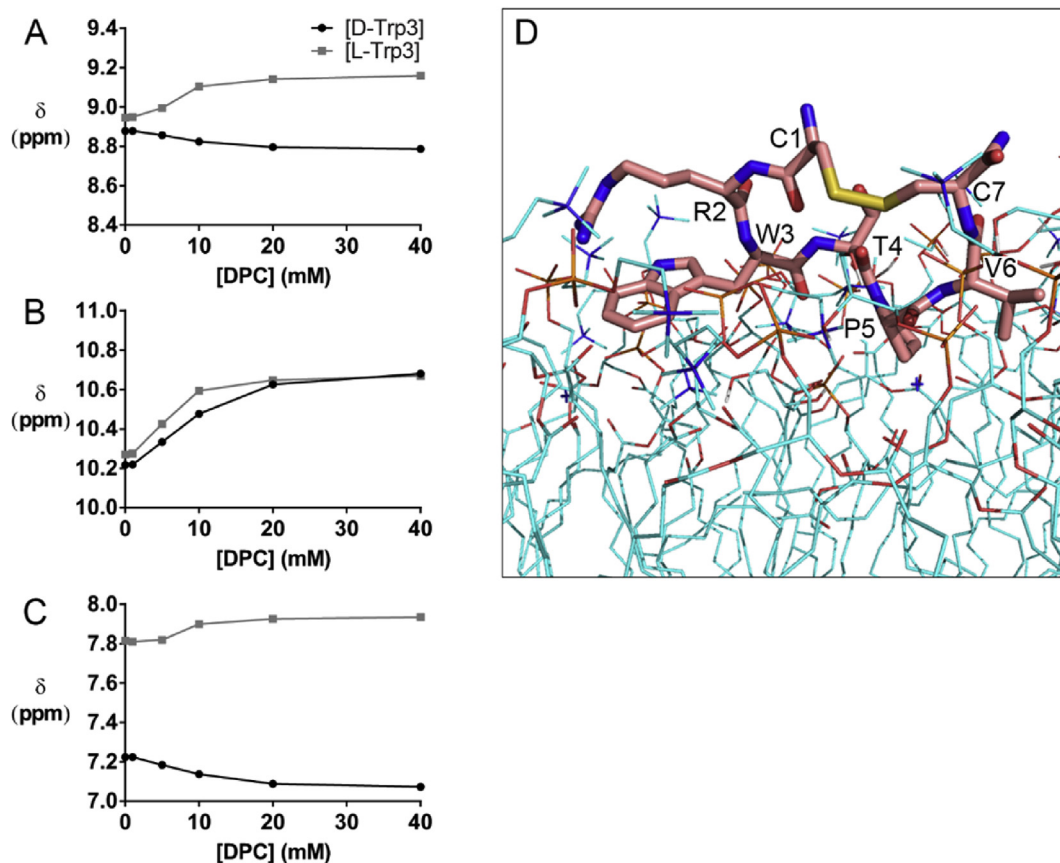 A
[D-Trp3]
[L-Trp3]
δ
(ppm)
9.4
9.2
9.0
8.8
8.6
8.4
0 10 20 30 40
[DPC] (mM)
B
δ
(ppm)
11.0
10.8
10.6
10.4
10.2
10.0
0 10 20 30 40
[DPC] (mM)
C
δ
(ppm)
8.0
7.8
7.6
7.4
7.2
7.0
0 10 20 30 40
[DPC] (mM)
D
C1
R2
W3
T4
P5
V6
C7